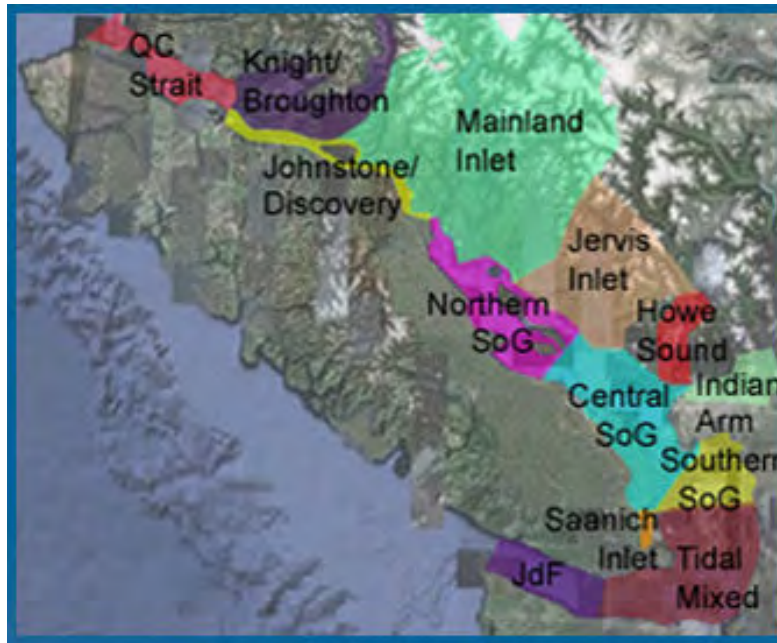 QC
Strait
Knight/
Broughton
Mainland
Inlet
Johnstone/
Discovery
Jervis
Inlet
Northern
SoG
Howe
Sound
Central
SoG
Indian
Arm
Southern
SoG
Saanich
Inlet
Tidal
Mixed
JdF